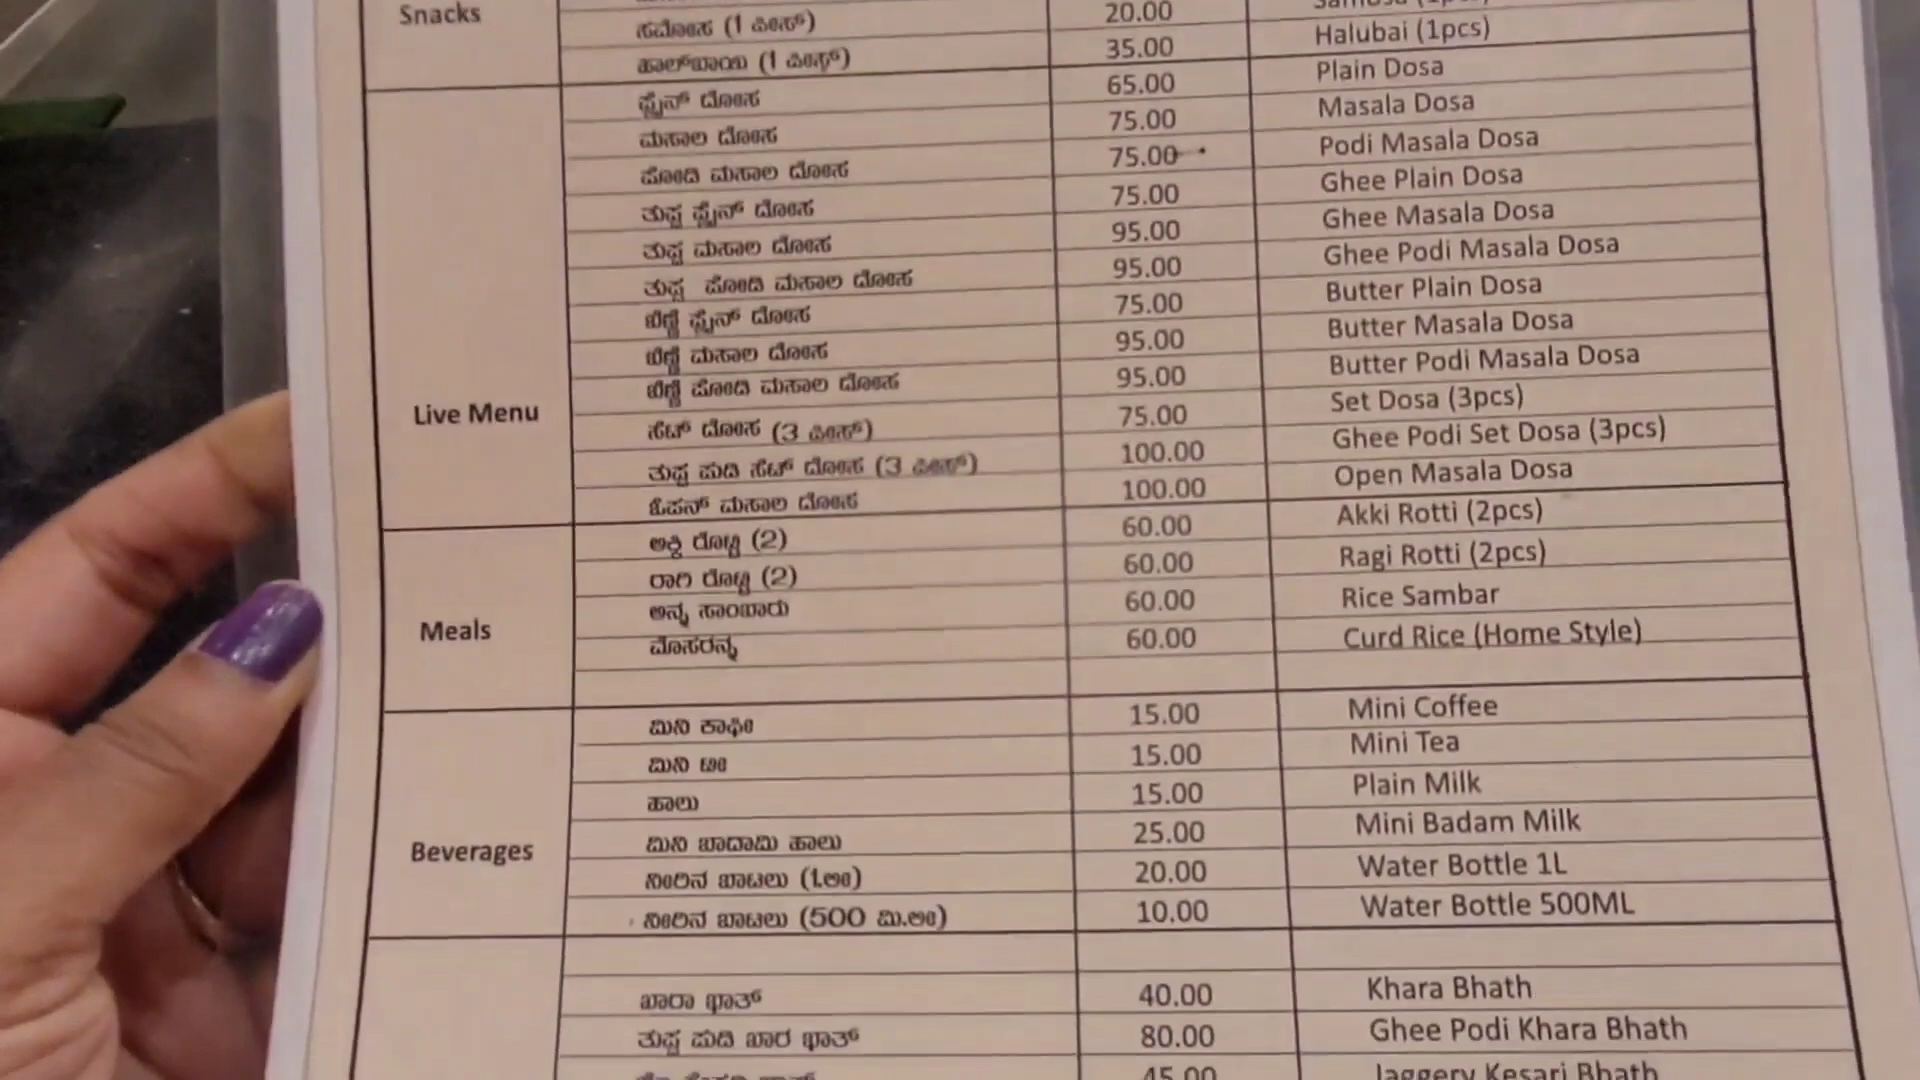 Snacks
ಸಮೋಸ (1 ಪೀಸ್) 20.00
ಹಾಲ್‌ಬಾಯಿ (1 ಪೀಸ್) 35.00 Halubai (1pcs)
ಪ್ಲೈನ್ ದೋಸೆ 65.00 Plain Dosa
ಮಸಾಲ ದೋಸೆ 75.00 Masala Dosa
ಪೋಡಿ ಮಸಾಲ ದೋಸೆ 75.00 Podi Masala Dosa
ತುಪ್ಪ ಪ್ಲೈನ್ ದೋಸೆ 75.00 Ghee Plain Dosa
ತುಪ್ಪ ಮಸಾಲ ದೋಸೆ 95.00 Ghee Masala Dosa
ತುಪ್ಪ ಪೋಡಿ ಮಸಾಲ ದೋಸೆ 95.00 Ghee Podi Masala Dosa
ಬೆಣ್ಣೆ ಪ್ಲೈನ್ ದೋಸೆ 75.00 Butter Plain Dosa
ಬೆಣ್ಣೆ ಮಸಾಲ ದೋಸೆ 95.00 Butter Masala Dosa
ಬೆಣ್ಣೆ ಪೋಡಿ ಮಸಾಲ ದೋಸೆ 95.00 Butter Podi Masala Dosa
Live Menu
ಸೆಟ್ ದೋಸೆ (3 ಪೀಸ್) 75.00 Set Dosa (3pcs)
ತುಪ್ಪ ಪುಡಿ ಸೆಟ್ ದೋಸೆ (3 ಪೀಸ್) 100.00 Ghee Podi Set Dosa (3pcs)
ಓಪನ್ ಮಸಾಲ ದೋಸೆ 100.00 Open Masala Dosa
ಅಕ್ಕಿ ರೊಟ್ಟಿ (2) 60.00 Akki Rotti (2pcs)
ರಾಗಿ ರೊಟ್ಟಿ (2) 60.00 Ragi Rotti (2pcs)
Meals
ಅನ್ನ ಸಾಂಬಾರು 60.00 Rice Sambar
ಮೊಸರನ್ನ 60.00 Curd Rice (Home Style)
ಮಿನಿ ಕಾಫೀ 15.00 Mini Coffee
ಮಿನಿ ಟೀ 15.00 Mini Tea
ಹಾಲು 15.00 Plain Milk
Beverages
ಮಿನಿ ಬಾದಾಮಿ ಹಾಲು 25.00 Mini Badam Milk
ನೀರಿನ ಬಾಟಲು (1.ಲೀ) 20.00 Water Bottle 1L
ನೀರಿನ ಬಾಟಲು (500 ಮಿ.ಲೀ) 10.00 Water Bottle 500ML
ಖಾರಾ ಭಾತ್ 40.00 Khara Bhath
ತುಪ್ಪ ಪುಡಿ ಖಾರ ಭಾತ್ 80.00 Ghee Podi Khara Bhath
45.00 Jaggery Kesari Bhath